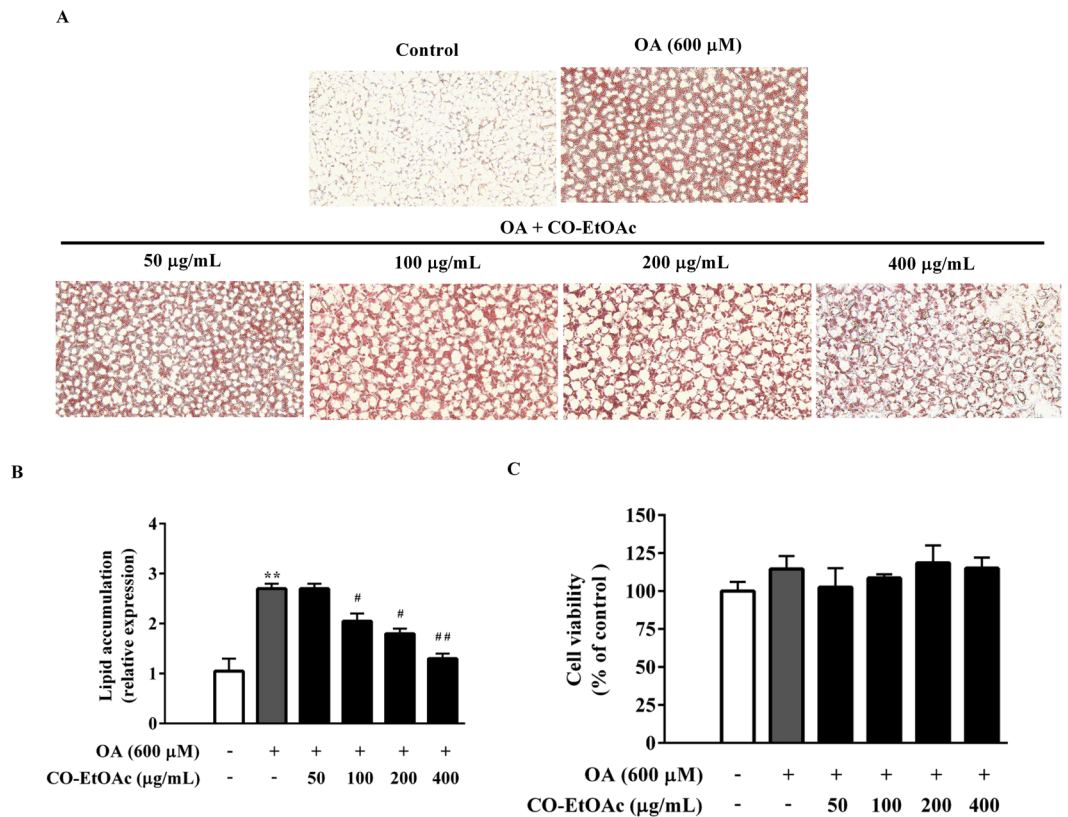 A
Control
OA (600 µM)
OA + CO-EtOAc
50 µg/mL
100 µg/mL
200 µg/mL
400 µg/mL
B
Lipid accumulation
(relative expression)
4
3
2
1
0
**
#
#
##
OA (600 µM) - + + + + +
CO-EtOAc (µg/mL) - - 50 100 200 400
C
Cell viability
(% of control )
150
125
100
75
50
25
0
OA (600 µM) - + + + + +
CO-EtOAc (µg/mL) - - 50 100 200 400